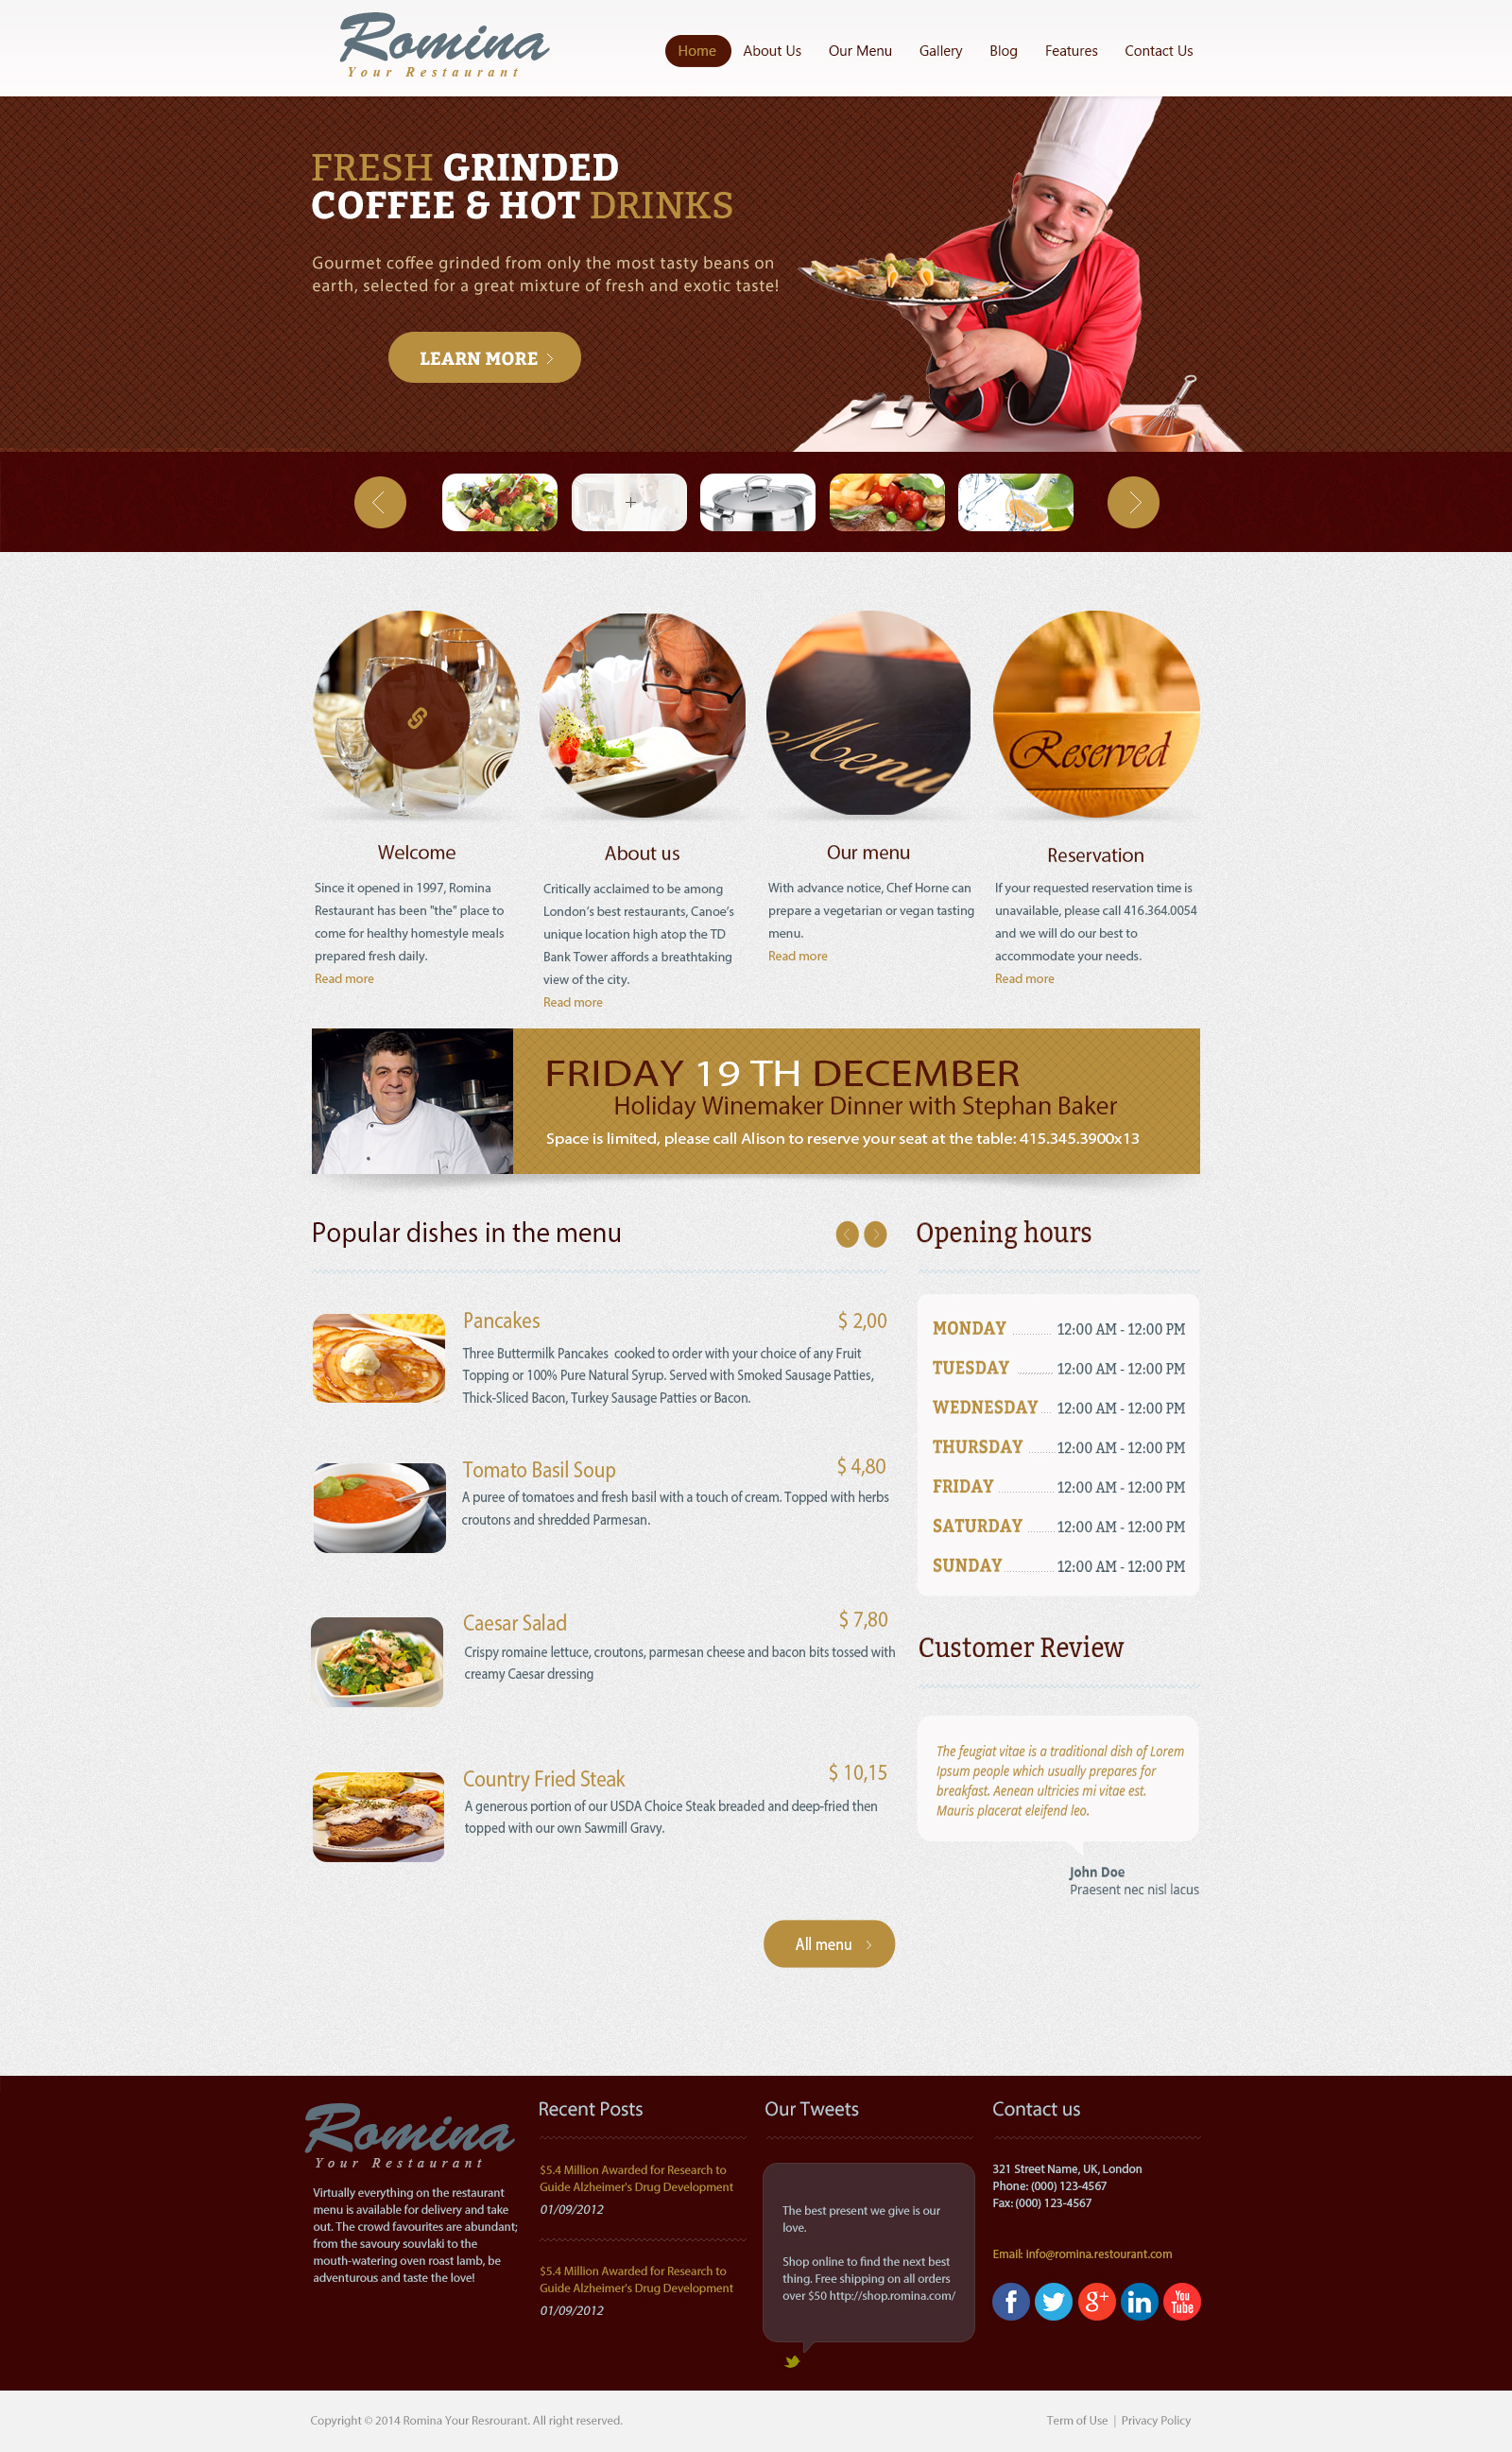 Romina
Your Restaurant
Home About Us Our Menu Gallery Blog Features Contact Us
FRESH GRINDED
COFFEE & HOT DRINKS
Gourmet coffee grinded from only the most tasty beans on
earth, selected for a great mixture of fresh and exotic taste!
LEARN MORE
Menu
Reserved
Welcome
Since it opened in 1997, Romina
Restaurant has been "the" place to
come for healthy homestyle meals
prepared fresh daily.
Read more
About us
Critically acclaimed to be among
London's best restaurants, Canoe's
unique location high atop the TD
Bank Tower affords a breathtaking
view of the city.
Read more
Our menu
With advance notice, Chef Horne can
prepare a vegetarian or vegan tasting
menu.
Read more
Reservation
If your requested reservation time is
unavailable, please call 416.364.0054
and we will do our best to
accommodate your needs.
Read more
FRIDAY 19 TH DECEMBER
Holiday Winemaker Dinner with Stephan Baker
Space is limited, please call Alison to reserve your seat at the table: 415.345.3900x13
Popular dishes in the menu
Pancakes $ 2,00
Three Buttermilk Pancakes cooked to order with your choice of any Fruit
Topping or 100% Pure Natural Syrup. Served with Smoked Sausage Patties,
Thick-Sliced Bacon, Turkey Sausage Patties or Bacon.
Tomato Basil Soup $ 4,80
A puree of tomatoes and fresh basil with a touch of cream. Topped with herbs
croutons and shredded Parmesan.
Caesar Salad $ 7,80
Crispy romaine lettuce, croutons, parmesan cheese and bacon bits tossed with
creamy Caesar dressing
Country Fried Steak $ 10,15
A generous portion of our USDA Choice Steak breaded and deep-fried then
topped with our own Sawmill Gravy.
All menu
Opening hours
MONDAY 12:00 AM - 12:00 PM
TUESDAY 12:00 AM - 12:00 PM
WEDNESDAY 12:00 AM - 12:00 PM
THURSDAY 12:00 AM - 12:00 PM
FRIDAY 12:00 AM - 12:00 PM
SATURDAY 12:00 AM - 12:00 PM
SUNDAY 12:00 AM - 12:00 PM
Customer Review
The feugiat vitae is a traditional dish of Lorem
Ipsum people which usually prepares for
breakfast. Aenean ultricies mi vitae est.
Mauris placerat eleifend leo.
John Doe
Praesent nec nisl lacus
Romina
Your Restaurant
Virtually everything on the restaurant
menu is available for delivery and take
out. The crowd favourites are abundant;
from the savoury souvlaki to the
mouth-watering oven roast lamb, be
adventurous and taste the love!
Recent Posts
$5.4 Million Awarded for Research to
Guide Alzheimer's Drug Development
01/09/2012
$5.4 Million Awarded for Research to
Guide Alzheimer's Drug Development
01/09/2012
Our Tweets
The best present we give is our
love.
Shop online to find the next best
thing. Free shipping on all orders
over $50 http://shop.romina.com/
Contact us
321 Street Name, UK, London
Phone: (000) 123-4567
Fax: (000) 123-4567
Email: info@romina.restourant.com
f g+ in You Tube
Copyright © 2014 Romina Your Resrourant. All right reserved.
Term of Use | Privacy Policy